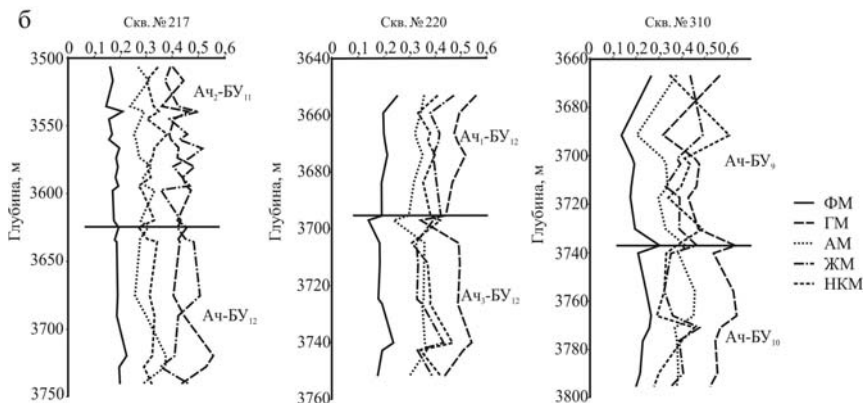 б
Скв. № 217
0 0,1 0,2 0,3 0,4 0,5 0,6
3500
3550
3600
3650
3700
3750
Глубина, м
Ач₂-БУ₁₁
Ач-БУ₁₂
Скв. № 220
0 0,1 0,2 0,3 0,4 0,5 0,6
3640
3660
3680
3700
3720
3740
3760
Глубина, м
Ач₁-БУ₁₂
Ач₃-БУ₁₂
Скв. № 310
0 0,1 0,2 0,3 0,4 0,5 0,6
3660
3680
3700
3720
3740
3760
3780
3800
Глубина, м
Ач-БУ₉
Ач-БУ₁₀
ФМ
ГМ
АМ
ЖМ
НКМ